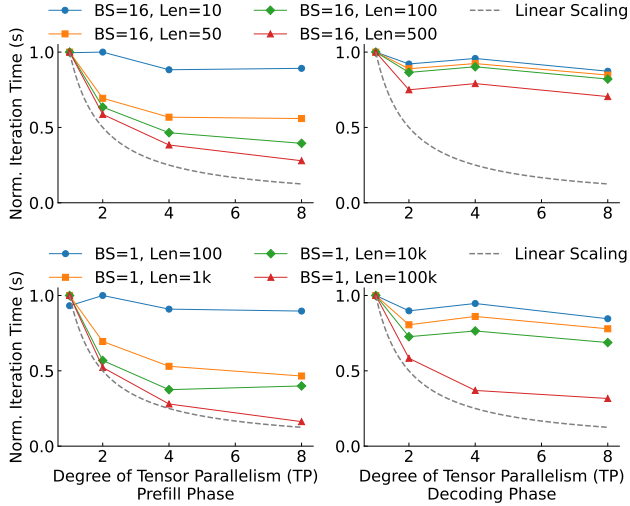 BS=16, Len=10
BS=16, Len=50
BS=16, Len=100
BS=16, Len=500
Linear Scaling
Norm. Iteration Time (s)
1.0
0.5
0.0
2 4 6 8
1.0
0.5
0.0
2 4 6 8
BS=1, Len=100
BS=1, Len=1k
BS=1, Len=10k
BS=1, Len=100k
Linear Scaling
Norm. Iteration Time (s)
1.0
0.5
0.0
2 4 6 8
Degree of Tensor Parallelism (TP)
Prefill Phase
1.0
0.5
0.0
2 4 6 8
Degree of Tensor Parallelism (TP)
Decoding Phase